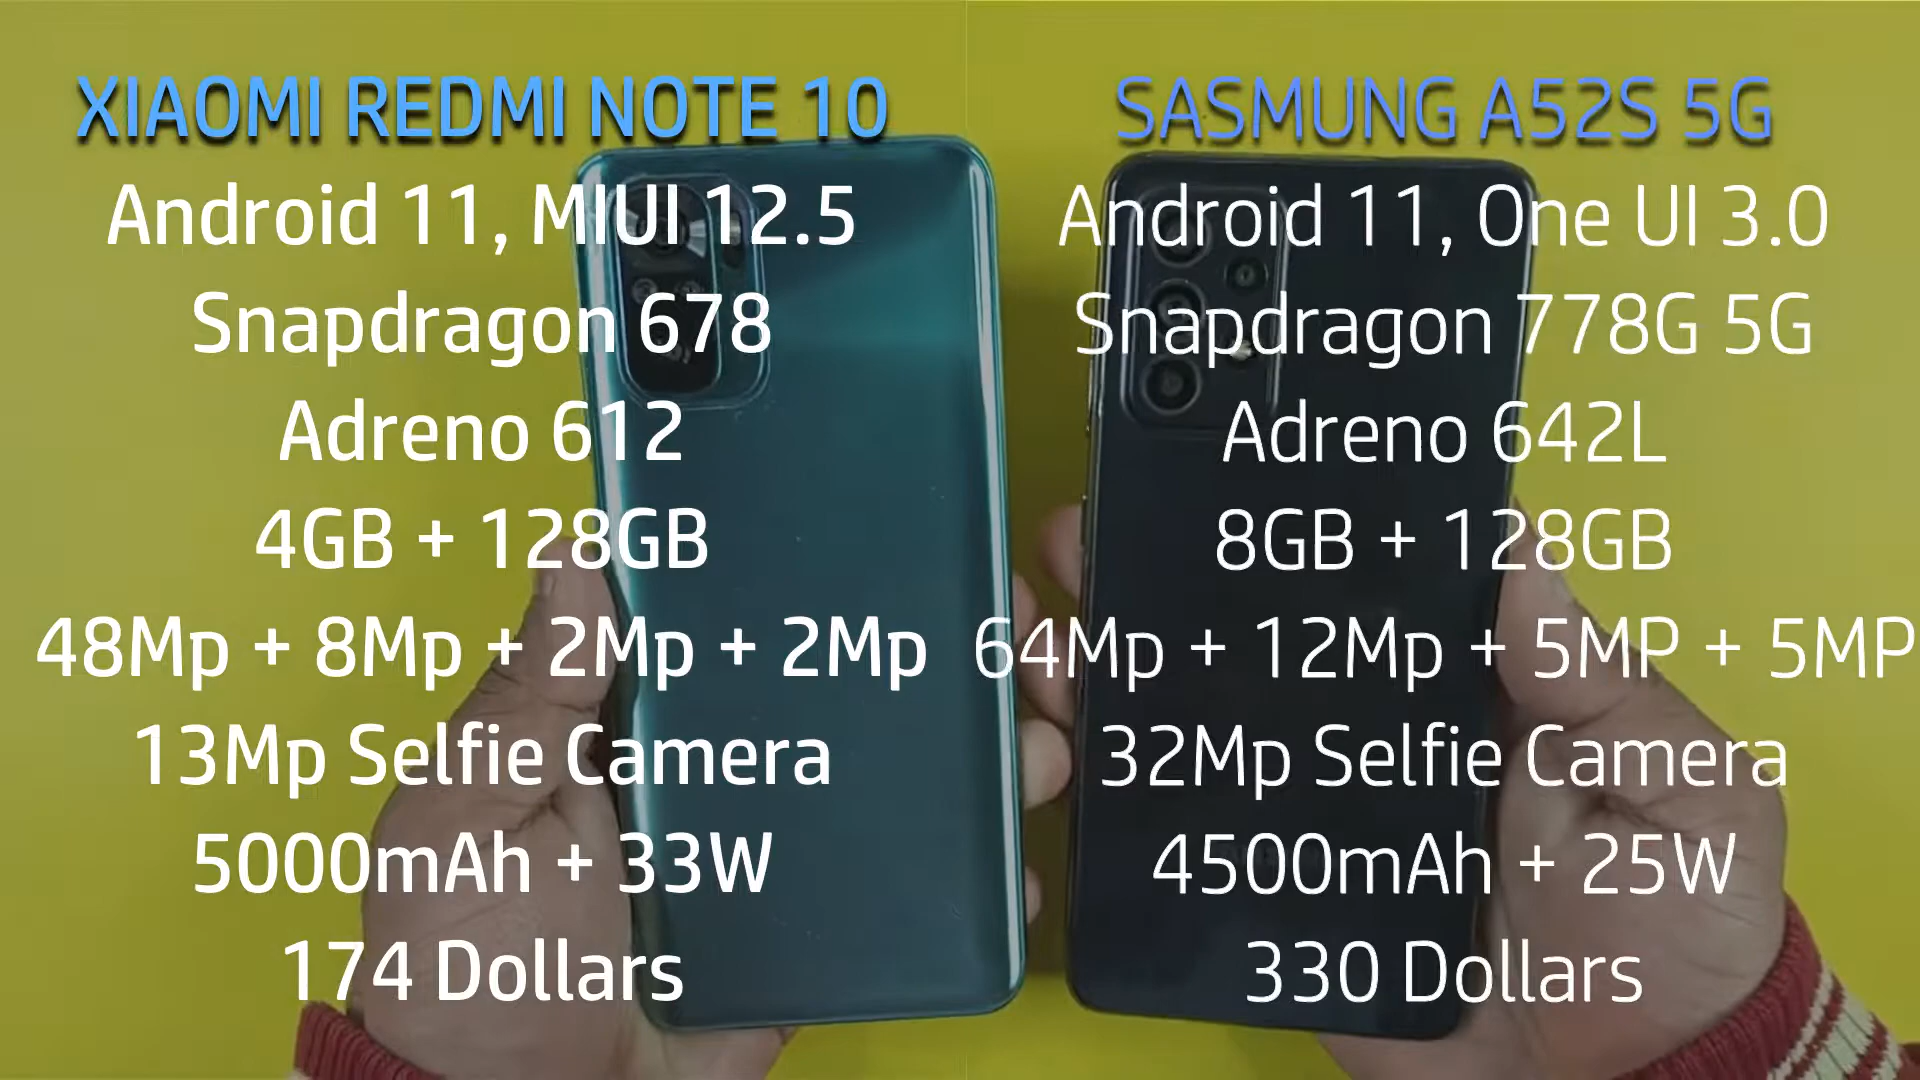 XIAOMI REDMI NOTE 10
Android 11, MIUI 12.5
Snapdragon 678
Adreno 612
4GB + 128GB
48Mp + 8Mp + 2Mp + 2Mp
13Mp Selfie Camera
5000mAh + 33W
174 Dollars
SASMUNG A52S 5G
Android 11, One UI 3.0
Snapdragon 778G 5G
Adreno 642L
8GB + 128GB
64Mp + 12Mp + 5MP + 5MP
32Mp Selfie Camera
4500mAh + 25W
330 Dollars